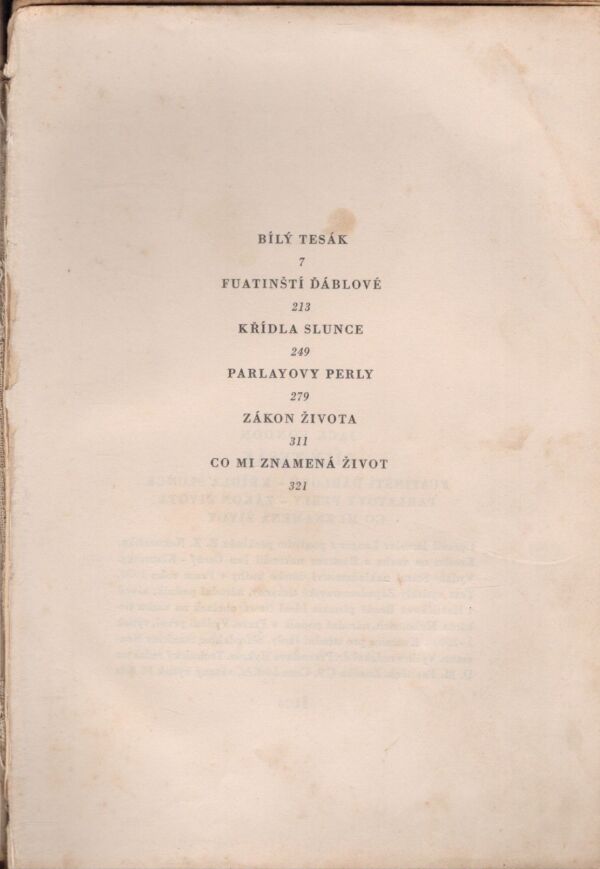 BÍLÝ TESÁK
7
FUATINŠTÍ ĎÁBLOVÉ
213
KŘÍDLA SLUNCE
249
PARLAYOVY PERLY
279
ZÁKON ŽIVOTA
311
CO MI ZNAMENÁ ŽIVOT
321